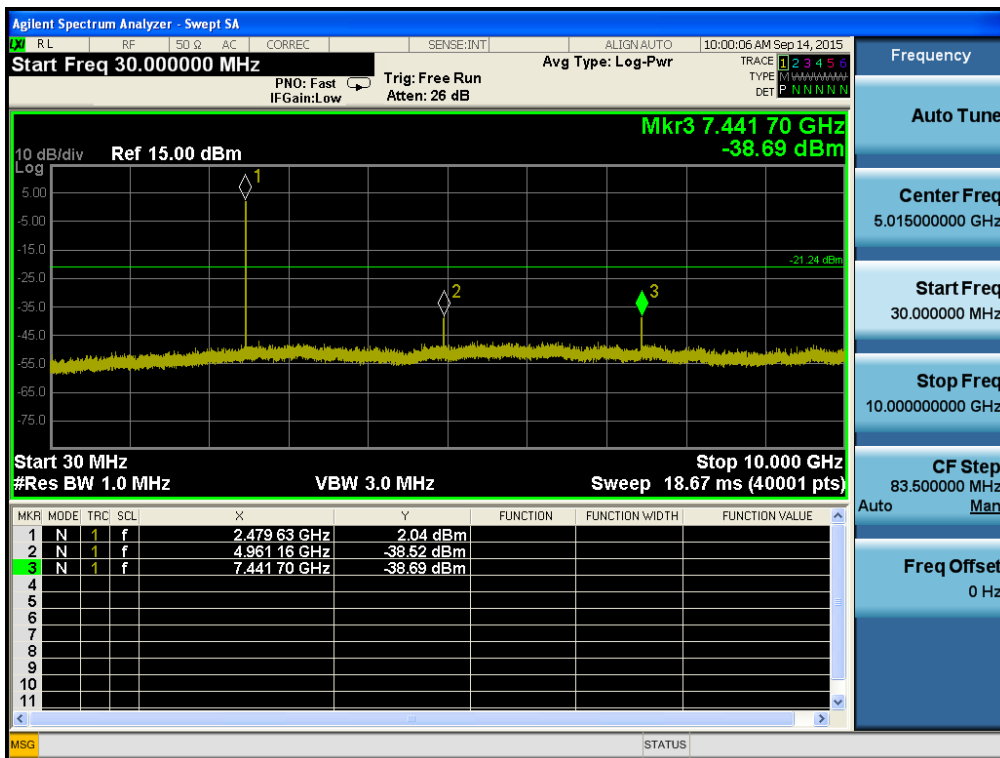 Agilent Spectrum Analyzer - Swept SA
LXI RL RF 50 Ω AC CORREC SENSE:INT ALIGN AUTO 10:00:06 AM Sep 14, 2015
Start Freq 30.000000 MHz
PNO: Fast
IFGain:Low
Trig: Free Run
Atten: 26 dB
Avg Type: Log-Pwr
TRACE 1 2 3 4 5 6
TYPE M WWWWW
DET P N N N N N
Mkr3 7.441 70 GHz
-38.69 dBm
10 dB/div Ref 15.00 dBm
Log
5.00
-5.00
-15.0
-25.0
-35.0
-45.0
-55.0
-65.0
-75.0
1
2
3
-21.24 dBm
Start 30 MHz Stop 10.000 GHz
#Res BW 1.0 MHz VBW 3.0 MHz Sweep 18.67 ms (40001 pts)
MKR MODE TRC SCL X Y FUNCTION FUNCTION WIDTH FUNCTION VALUE
1 N 1 f 2.479 63 GHz 2.04 dBm
2 N 1 f 4.961 16 GHz -38.52 dBm
3 N 1 f 7.441 70 GHz -38.69 dBm
4
5
6
7
8
9
10
11
MSG STATUS
Frequency
Auto Tune
Center Freq
5.015000000 GHz
Start Freq
30.000000 MHz
Stop Freq
10.000000000 GHz
CF Step
83.500000 MHz
Auto Man
Freq Offset
0 Hz